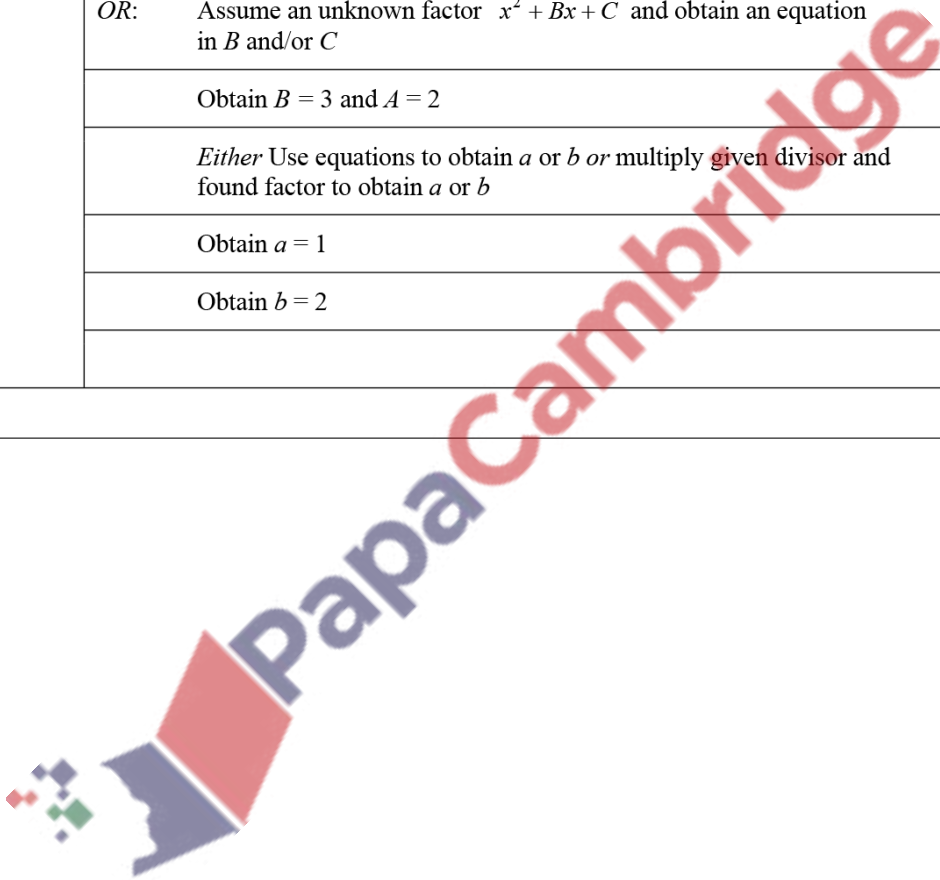 OR: Assume an unknown factor x² + Bx + C and obtain an equation
in B and/or C
Obtain B = 3 and A = 2
Either Use equations to obtain a or b or multiply given divisor and
found factor to obtain a or b
Obtain a = 1
Obtain b = 2
PapaCambridge